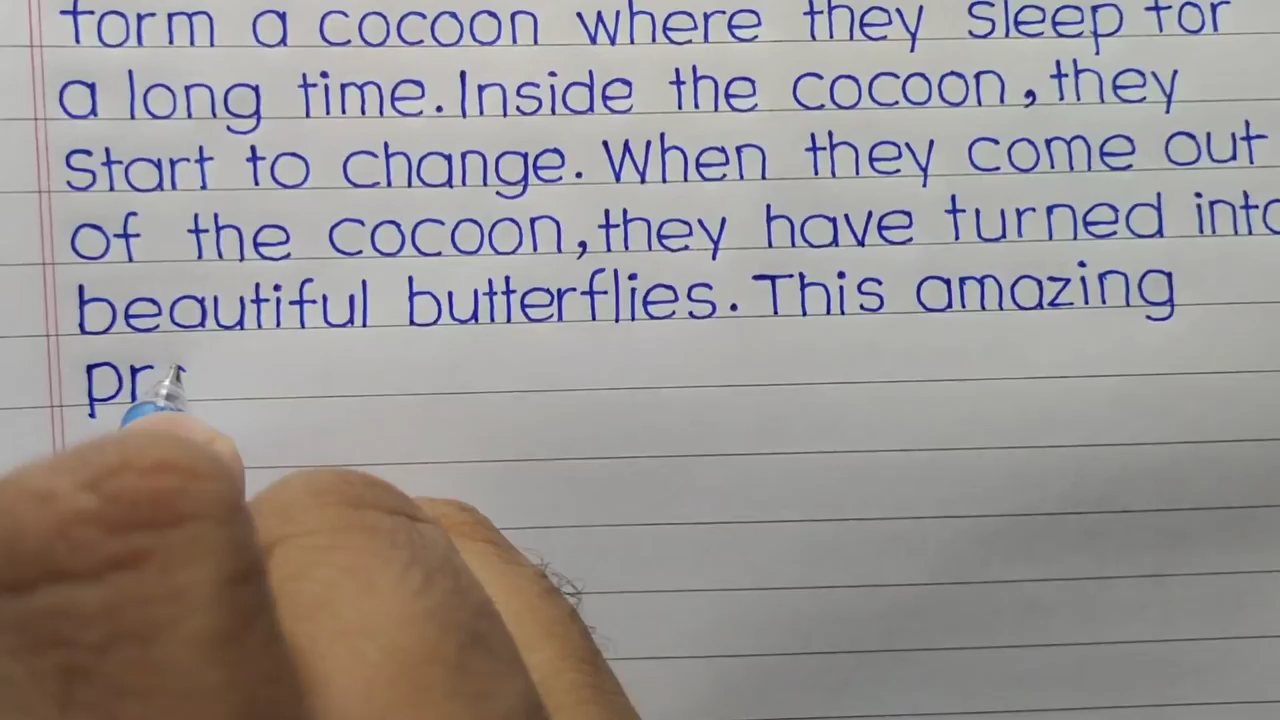 form a cocoon where they sleep for
a long time. Inside the cocoon, they
start to change. When they come out
of the cocoon, they have turned into
beautiful butterflies. This amazing
pr